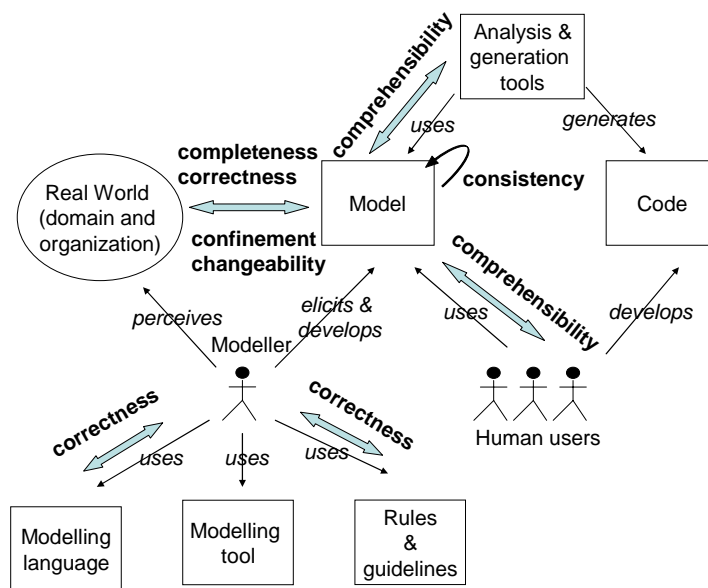 Analysis &
generation
tools
comprehensibility
uses
generates
completeness
correctness
Real World
(domain and
organization)
Model
consistency
Code
confinement
changeability
comprehensibility
perceives
elicits &
develops
uses
develops
Modeller
correctness
correctness
Human users
uses
uses
uses
Modelling
language
Modelling
tool
Rules
&
guidelines